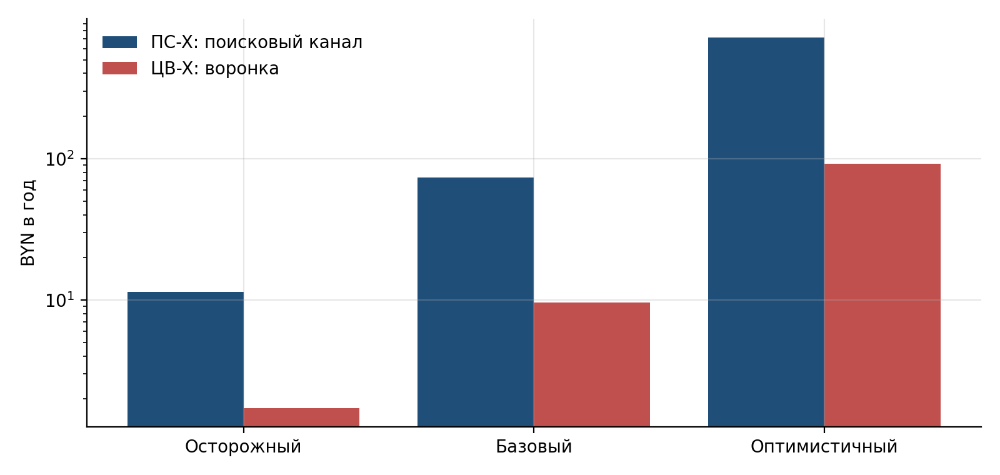 ПС-Х: поисковый канал
ЦВ-Х: воронка
BYN в год
10²
10¹
Осторожный
Базовый
Оптимистичный